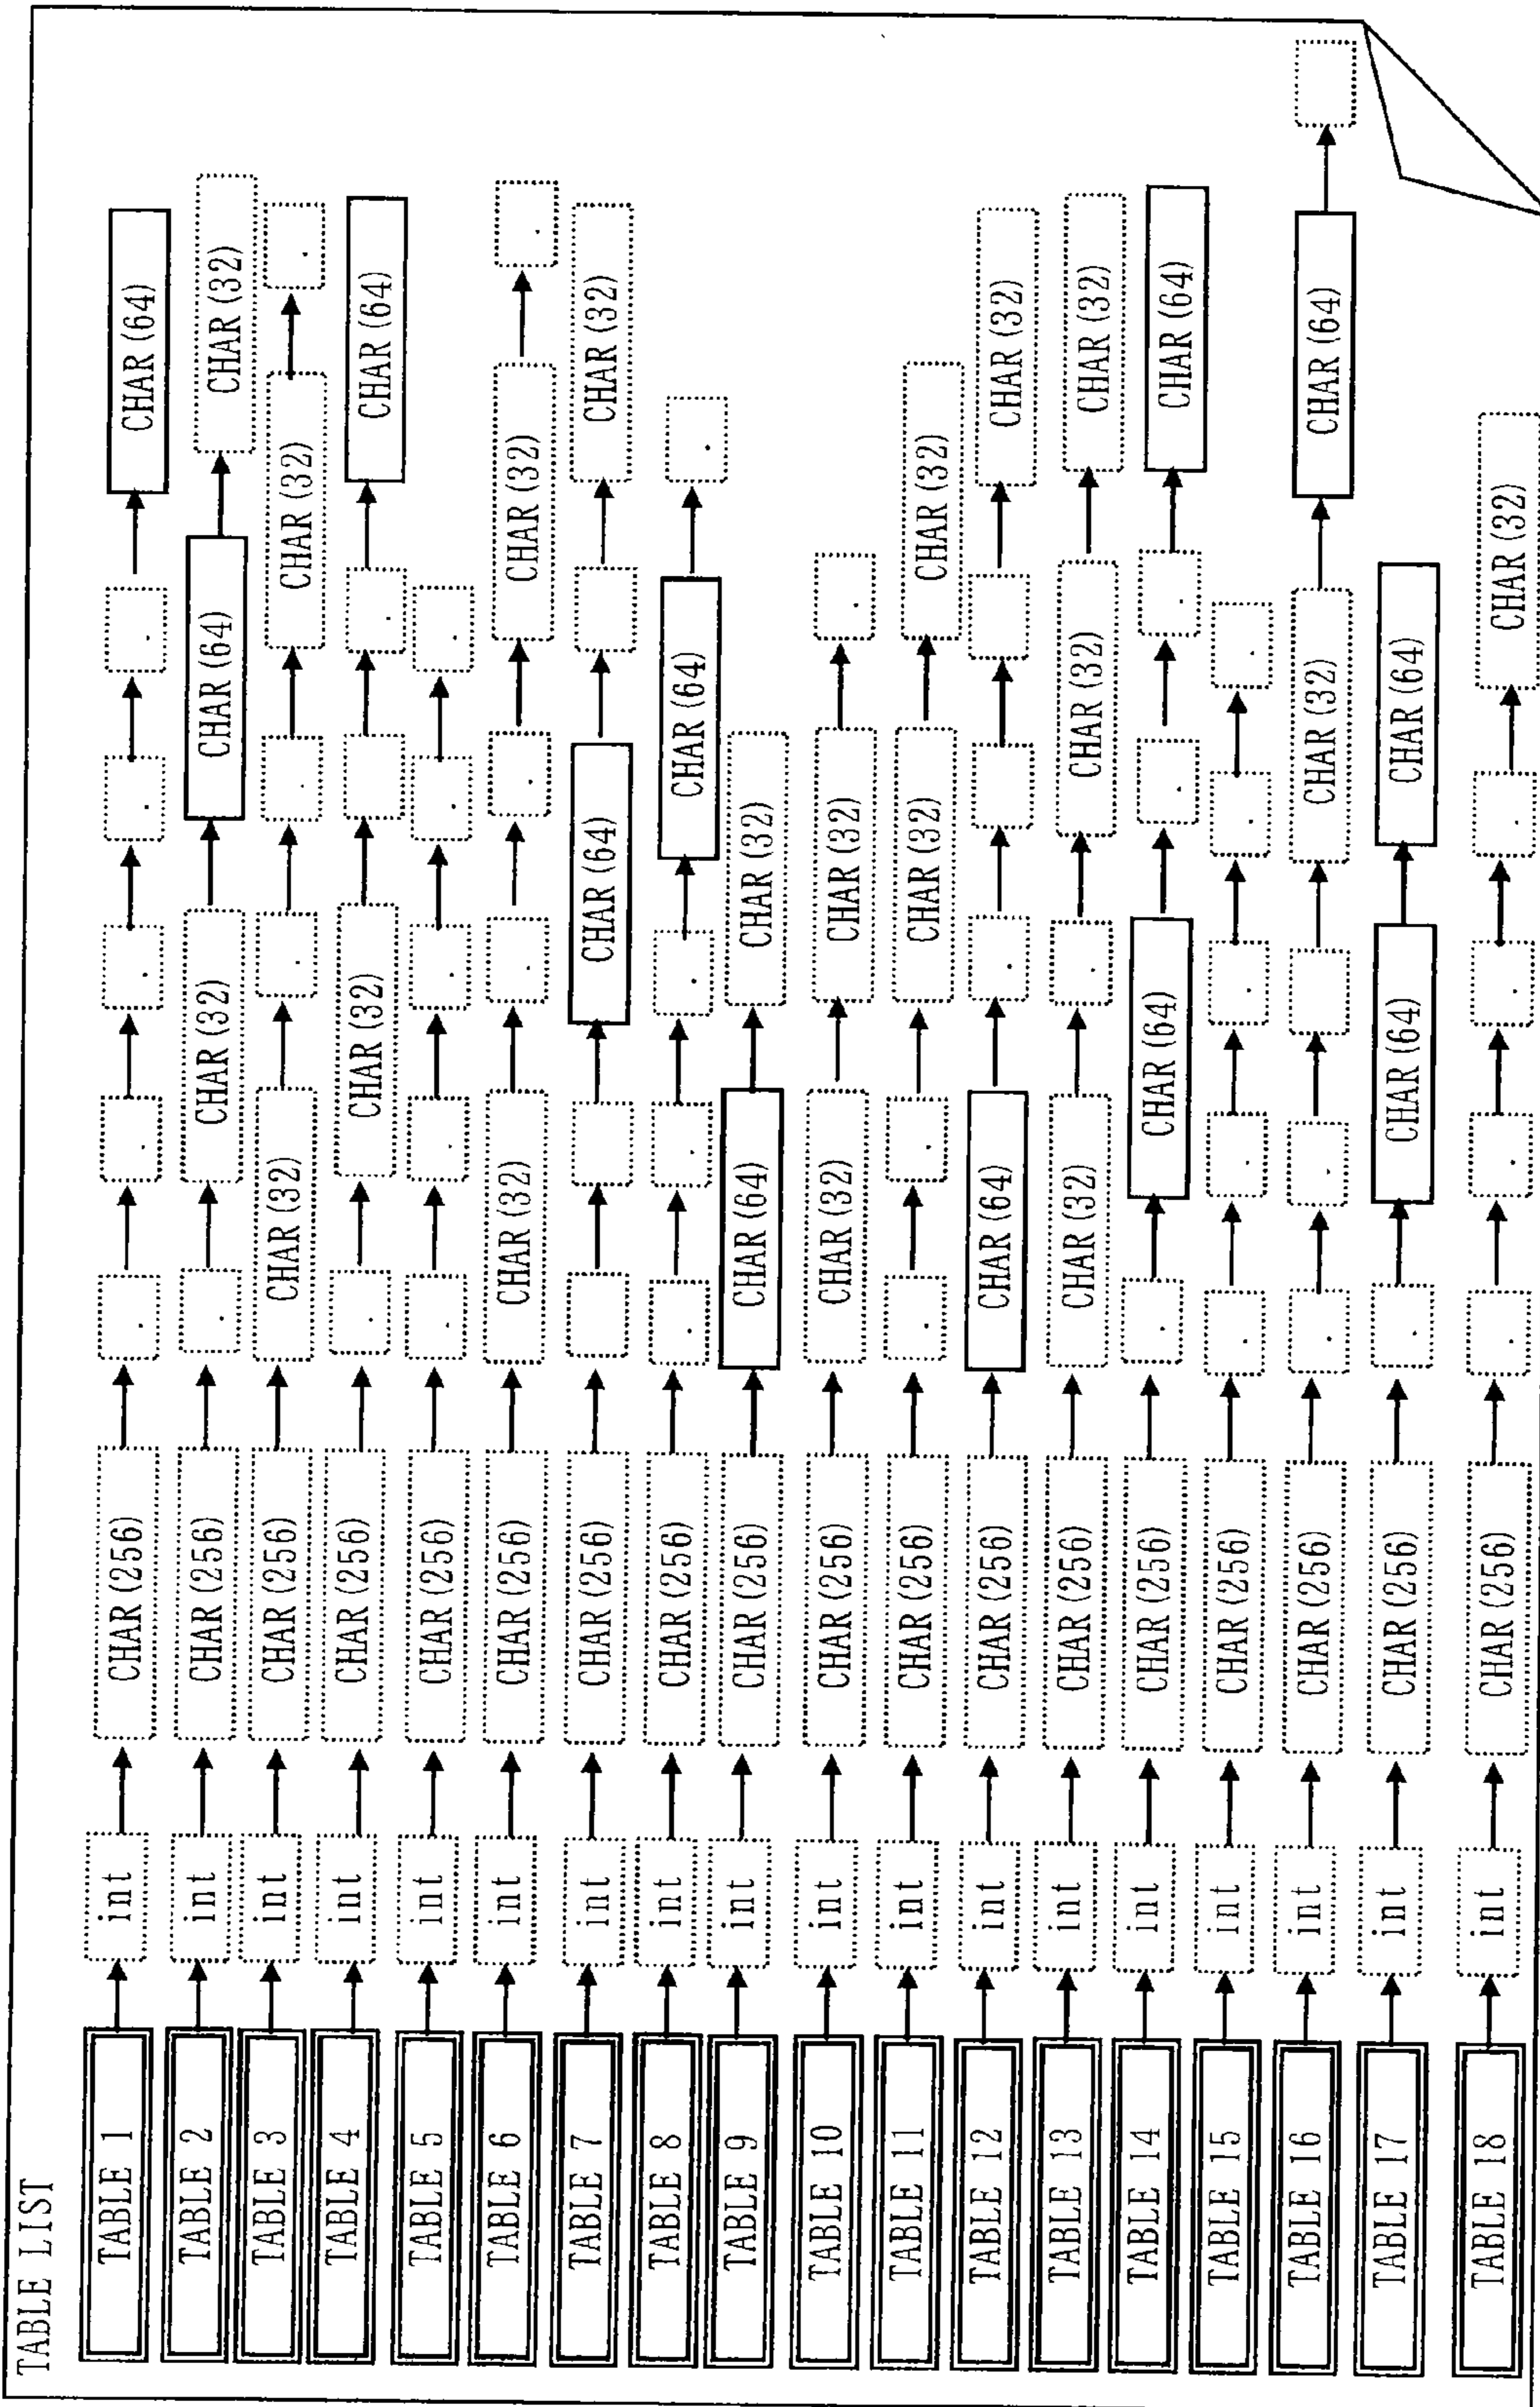 TABLE LIST
TABLE 1 int CHAR (256) CHAR (64)
TABLE 2 int CHAR (256) CHAR (32) CHAR (64) CHAR (32)
TABLE 3 int CHAR (256) CHAR (32) CHAR (32)
TABLE 4 int CHAR (256) CHAR (32) CHAR (64)
TABLE 5 int CHAR (256)
TABLE 6 int CHAR (256) CHAR (32) CHAR (32)
TABLE 7 int CHAR (256) CHAR (64) CHAR (32)
TABLE 8 int CHAR (256) CHAR (64)
TABLE 9 int CHAR (256) CHAR (64) CHAR (32)
TABLE 10 int CHAR (256) CHAR (32) CHAR (32)
TABLE 11 int CHAR (256) CHAR (32) CHAR (32)
TABLE 12 int CHAR (256) CHAR (64) CHAR (32)
TABLE 13 int CHAR (256) CHAR (32) CHAR (32) CHAR (32)
TABLE 14 int CHAR (256) CHAR (64) CHAR (64)
TABLE 15 int CHAR (256)
TABLE 16 int CHAR (256) CHAR (32) CHAR (64)
TABLE 17 int CHAR (256) CHAR (64) CHAR (64)
TABLE 18 int CHAR (256) CHAR (32)